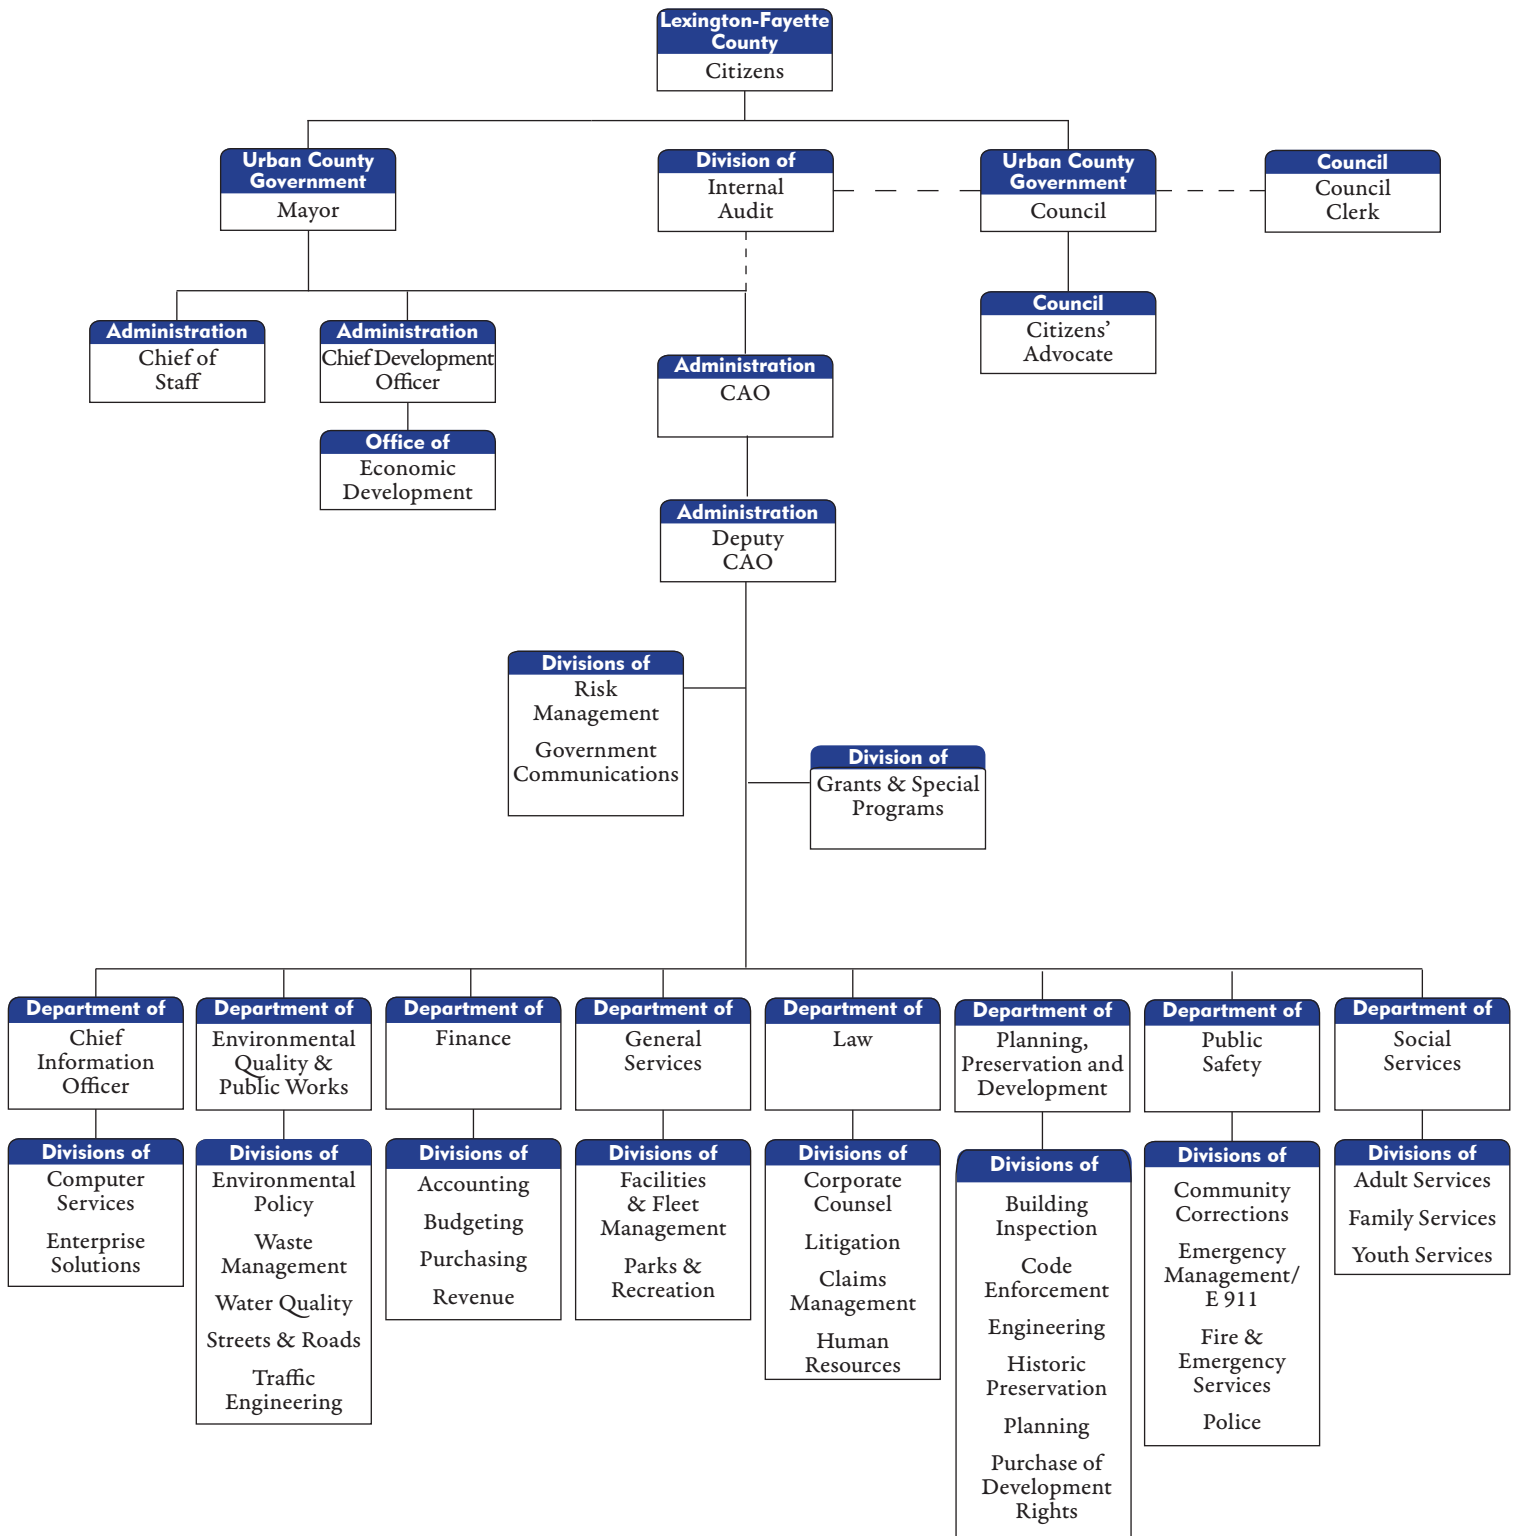 Lexington-Fayette
County
Citizens
Urban County
Government
Mayor
Division of
Internal
Audit
Urban County
Government
Council
Council
Council
Clerk
Administration
Chief of
Staff
Administration
Chief Development
Officer
Administration
CAO
Council
Citizens’
Advocate
Office of
Economic
Development
Administration
Deputy
CAO
Divisions of
Risk
Management
Government
Communications
Division of
Grants & Special
Programs
Department of
Chief
Information
Officer
Department of
Environmental
Quality &
Public Works
Department of
Finance
Department of
General
Services
Department of
Law
Department of
Planning,
Preservation and
Development
Department of
Public
Safety
Department of
Social
Services
Divisions of
Computer
Services
Enterprise
Solutions
Divisions of
Environmental
Policy
Waste
Management
Water Quality
Streets & Roads
Traffic
Engineering
Divisions of
Accounting
Budgeting
Purchasing
Revenue
Divisions of
Facilities
& Fleet
Management
Parks &
Recreation
Divisions of
Corporate
Counsel
Litigation
Claims
Management
Human
Resources
Divisions of
Building
Inspection
Code
Enforcement
Engineering
Historic
Preservation
Planning
Purchase of
Development
Rights
Divisions of
Community
Corrections
Emergency
Management/
E 911
Fire &
Emergency
Services
Police
Divisions of
Adult Services
Family Services
Youth Services